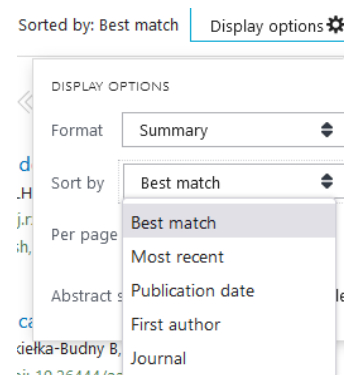 Sorted by: Best match Display options
DISPLAY OPTIONS
Format Summary
Sort by Best match
Best match
Most recent
Per page
Publication date
Abstract
First author
kiełka-Budny B,
Journal